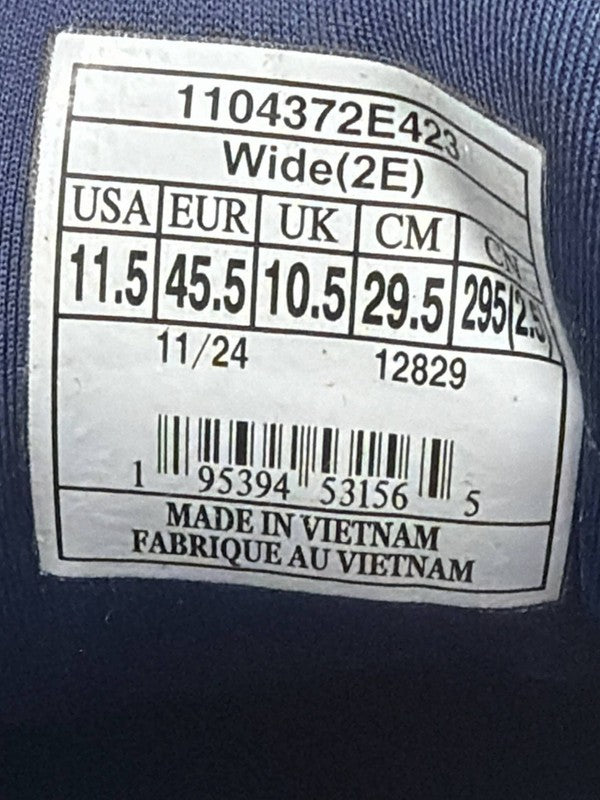 1104372E423
Wide(2E)
USA EUR UK CM CN
11.5 45.5 10.5 29.5 295
11/24 12829
1 95394 53156 5
MADE IN VIETNAM
FABRIQUE AU VIETNAM